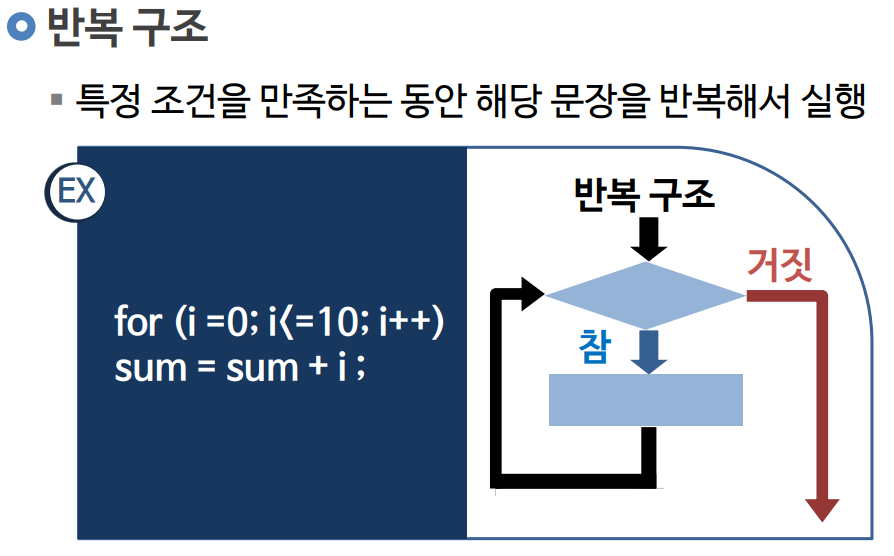 반복 구조
특정 조건을 만족하는 동안 해당 문장을 반복해서 실행
EX
for (i =0; i<=10; i++)
sum = sum + i ;
반복 구조
거짓
참